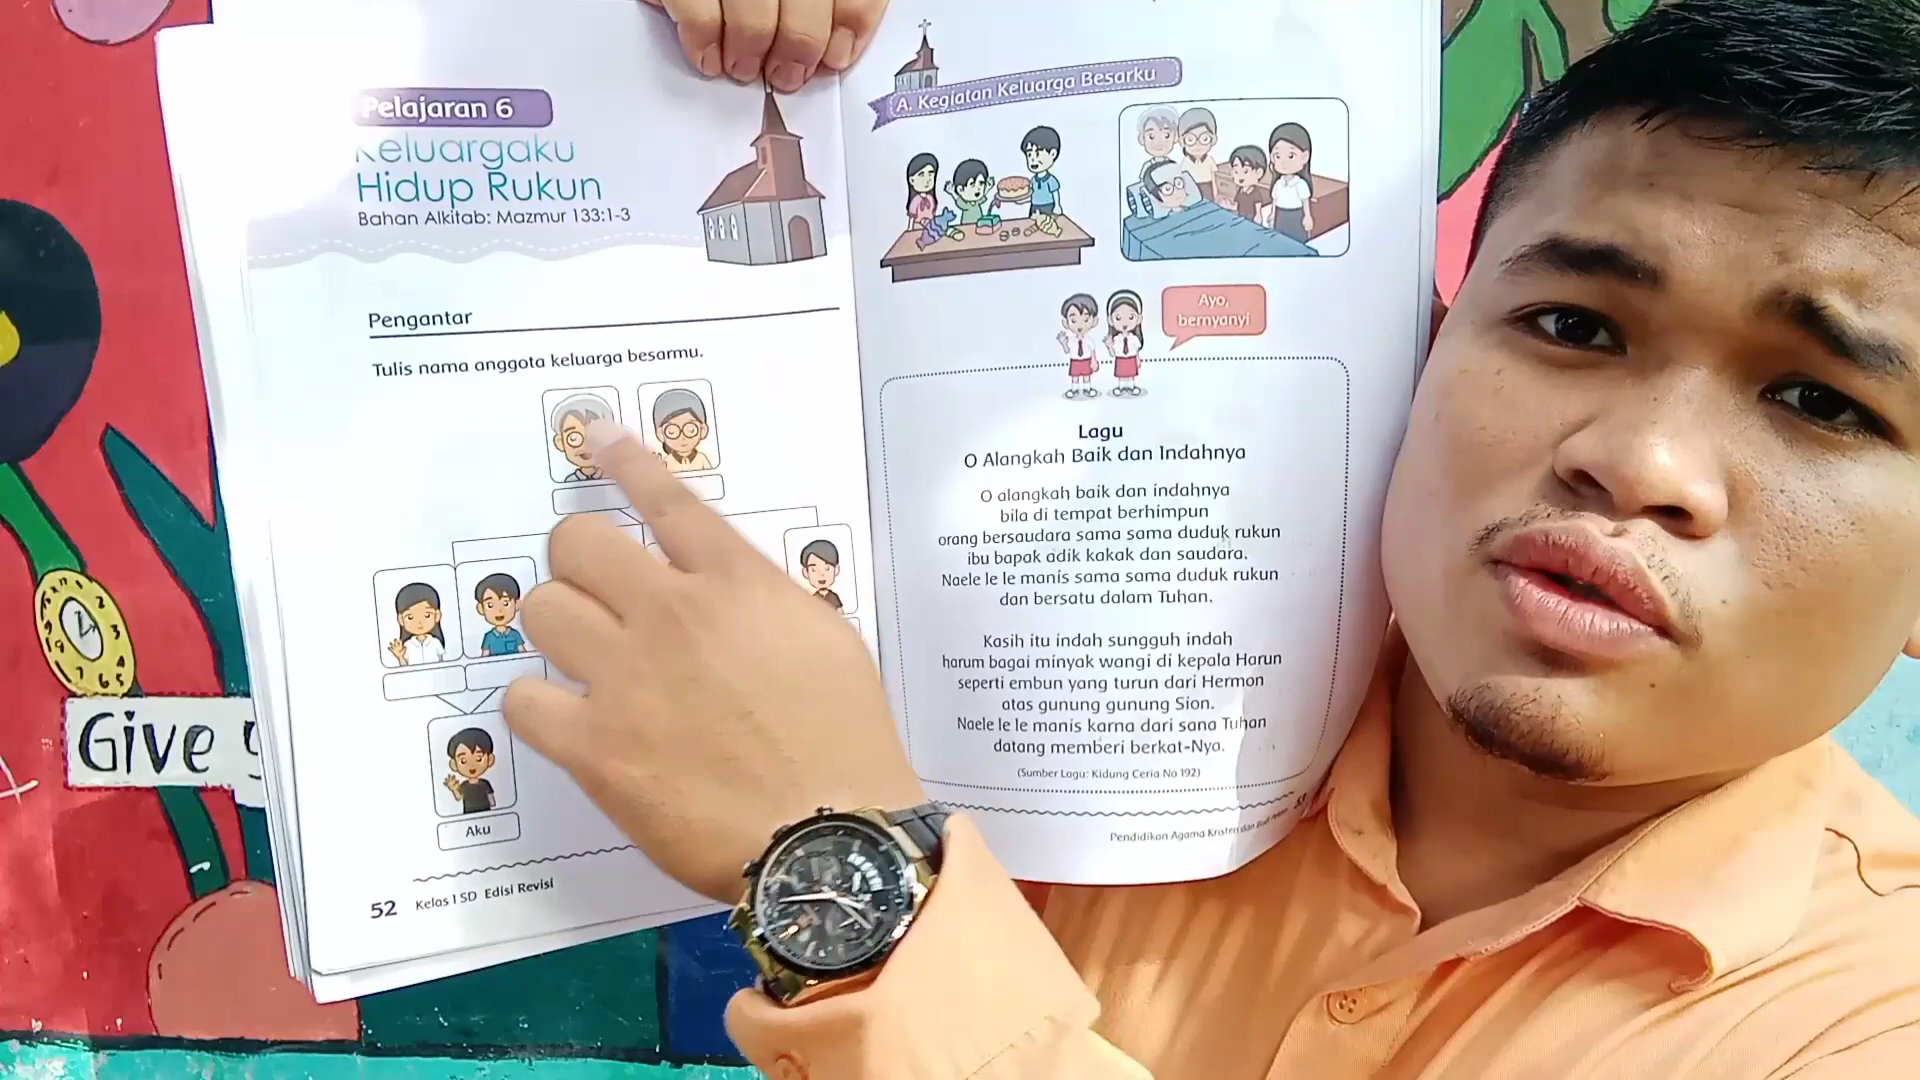 Pelajaran 6
Keluargaku
Hidup Rukun
Bahan Alkitab: Mazmur 133:1-3
Pengantar
Tulis nama anggota keluarga besarmu.
Aku
52 Kelas 1 SD Edisi Revisi
A. Kegiatan Keluarga Besarku
Ayo,
bernyanyi
Lagu
O Alangkah Baik dan Indahnya
O alangkah baik dan indahnya
bila di tempat berhimpun
orang bersaudara sama sama duduk rukun
ibu bapak adik kakak dan saudara.
Naele le le manis sama sama duduk rukun
dan bersatu dalam Tuhan.
Kasih itu indah sungguh indah
harum bagai minyak wangi di kepala Harun
seperti embun yang turun dari Hermon
atas gunung gunung Sion.
Naele le le manis karna dari sana Tuhan
datang memberi berkat-Nya.
(Sumber Lagu: Kidung Ceria No 192)
Pendidikan Agama Kristen dan Budi
53
Give